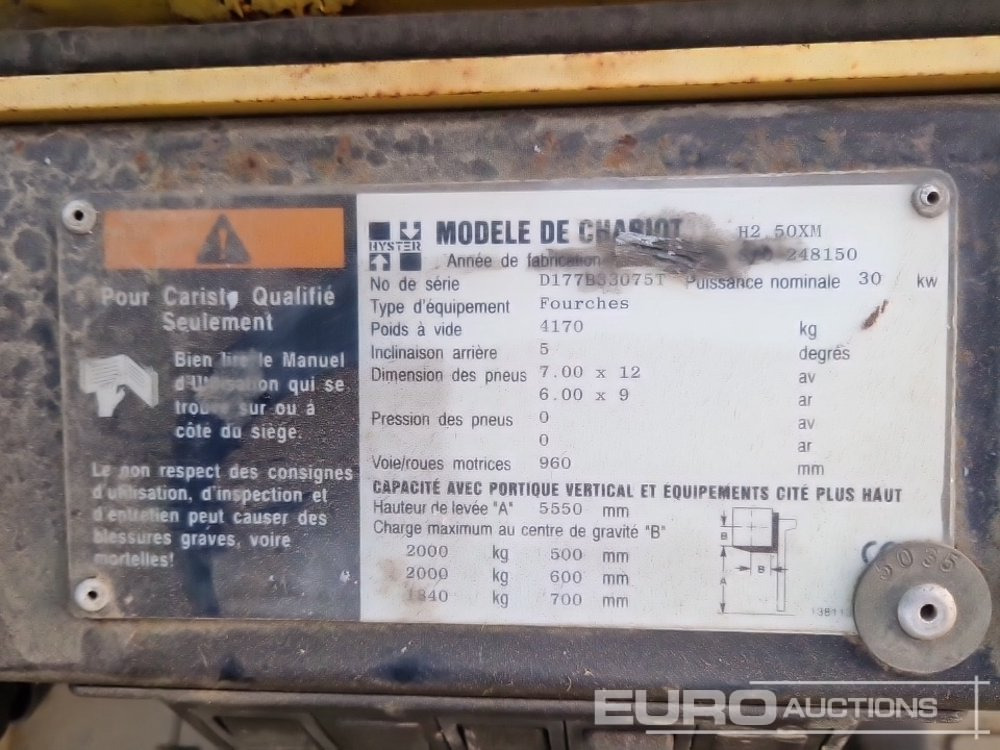 Pour Cariste Qualifié
Seulement
Bien lire le Manuel
d'Utilisation qui se
trouve sur ou à
côté du siège.
Le non respect des consignes
d'utilisation, d'inspection et
d'entretien peut causer des
blessures graves, voire
mortelles!
HYSTER
MODELE DE CHARIOT H2.50XM
Année de fabrication 248150
No de série D177B33075T Puissance nominale 30 kw
Type d'équipement Fourches
Poids à vide 4170 kg
Inclinaison arrière 5 degrés
Dimension des pneus 7.00 x 12 av
6.00 x 9 ar
Pression des pneus 0 av
0 ar
Voie/roues motrices 960 mm
CAPACITÉ AVEC PORTIQUE VERTICAL ET EQUIPEMENTS CITÉ PLUS HAUT
Hauteur de levée "A" 5550 mm
Charge maximum au centre de gravité "B"
2000 kg 500 mm
2000 kg 600 mm
1840 kg 700 mm
B
B
A
5035
EURO AUCTIONS